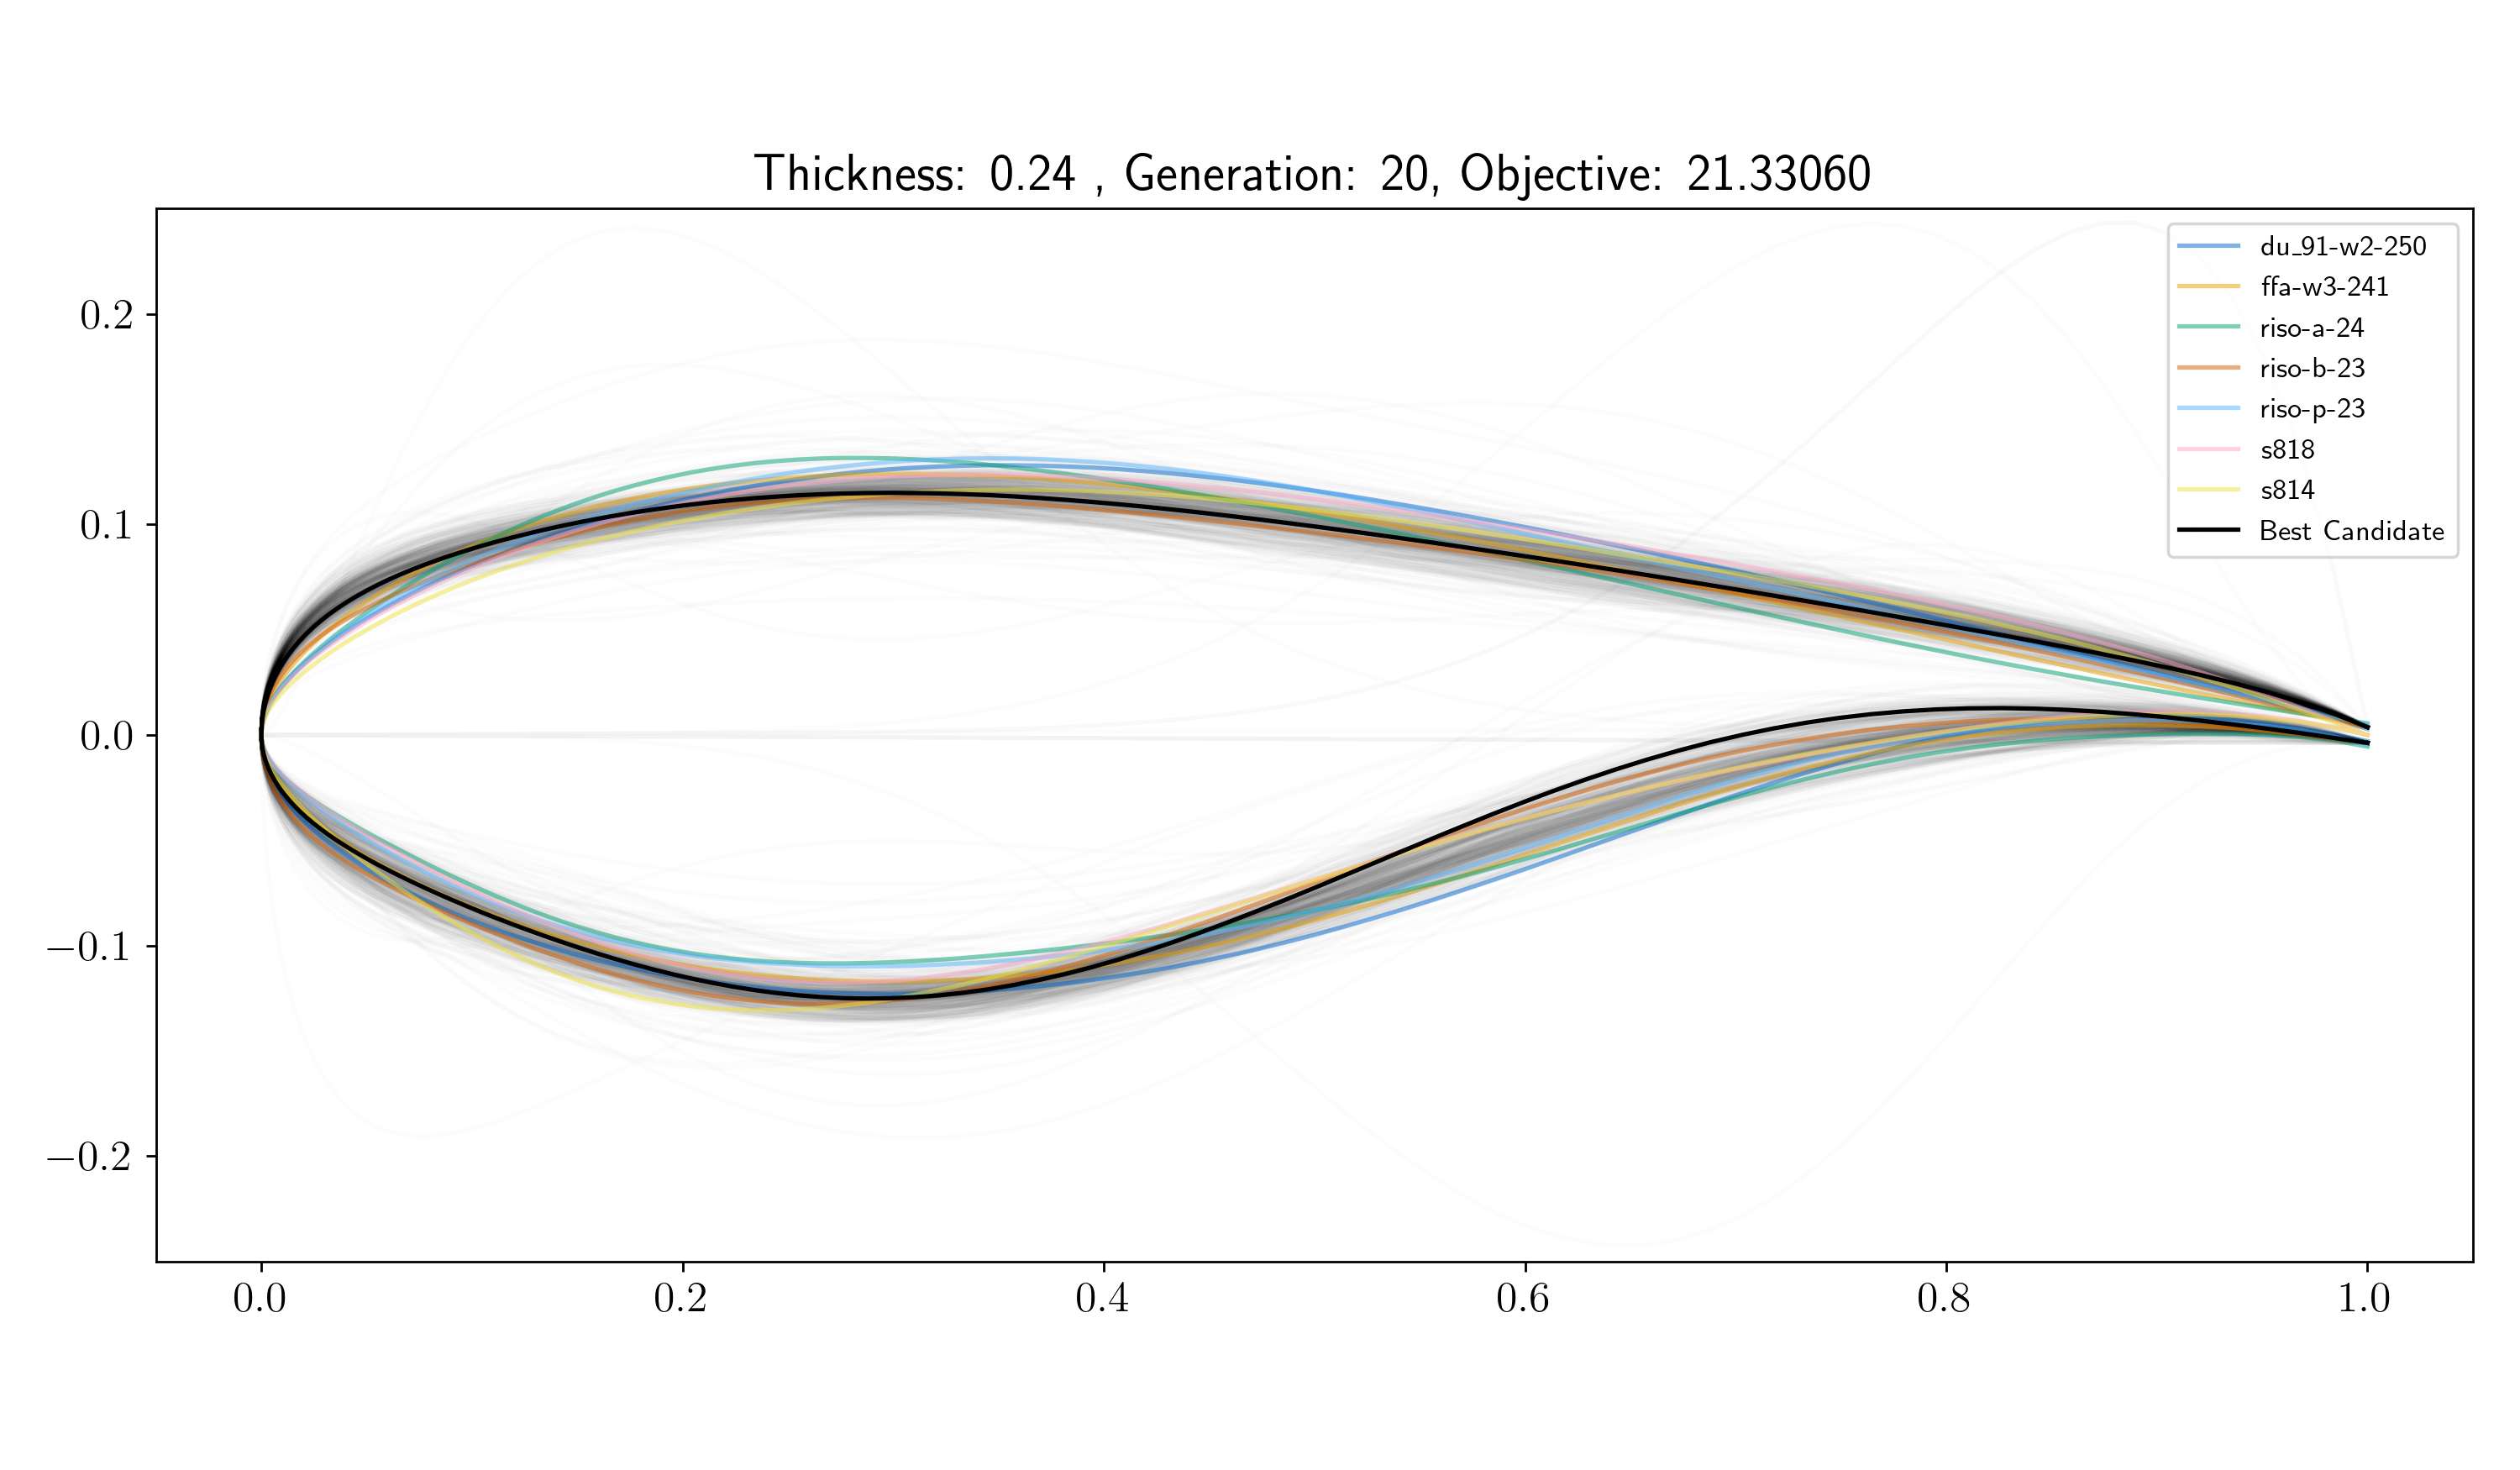 Thickness: 0.24 , Generation: 20, Objective: 21.33060
du_91-w2-250
ffa-w3-241
riso-a-24
riso-b-23
riso-p-23
s818
s814
Best Candidate
0.2
0.1
0.0
−0.1
−0.2
0.0 0.2 0.4 0.6 0.8 1.0